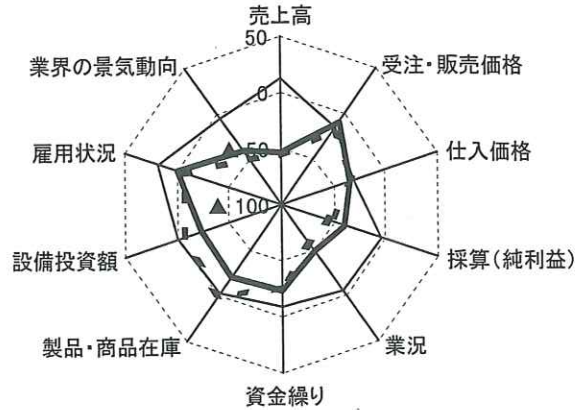 売上高
50
業界の景気動向
受注・販売価格
0
雇用状況
▲ 50
仕入価格
▲ 100
設備投資額
採算(純利益)
製品・商品在庫
業況
資金繰り